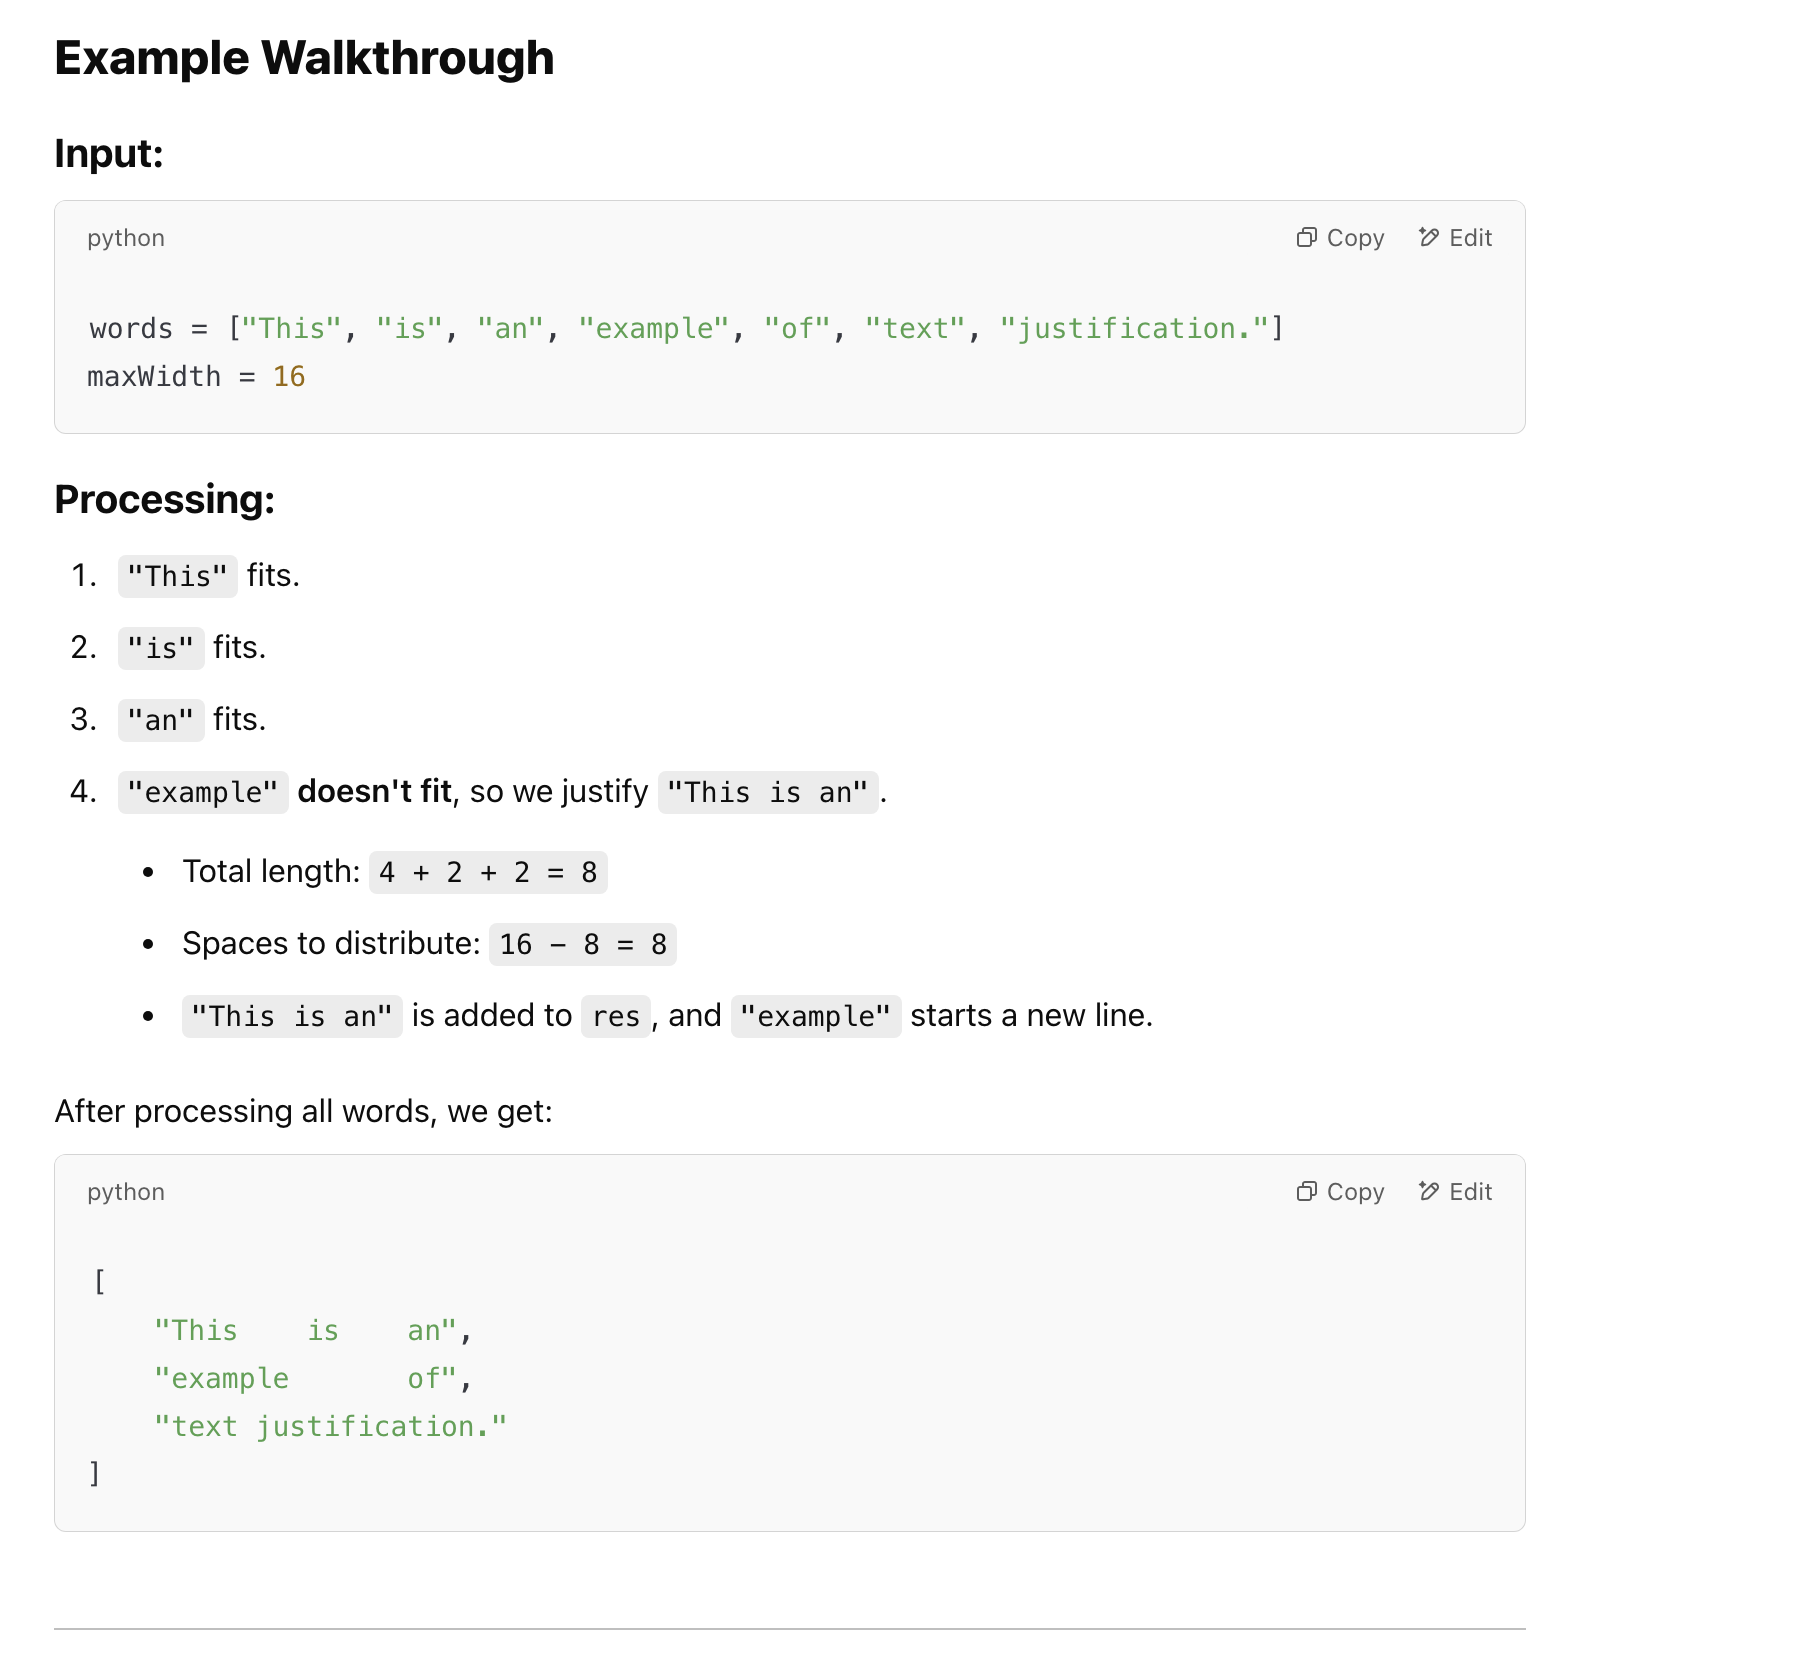 Example Walkthrough
Input:
python Copy Edit
words = ["This", "is", "an", "example", "of", "text", "justification."]
maxWidth = 16
Processing:
1. "This" fits.
2. "is" fits.
3. "an" fits.
4. "example" doesn't fit, so we justify "This is an".
• Total length: 4 + 2 + 2 = 8
• Spaces to distribute: 16 - 8 = 8
• "This is an" is added to res, and "example" starts a new line.
After processing all words, we get:
python Copy Edit
[
    "This    is    an",
    "example       of",
    "text justification."
]